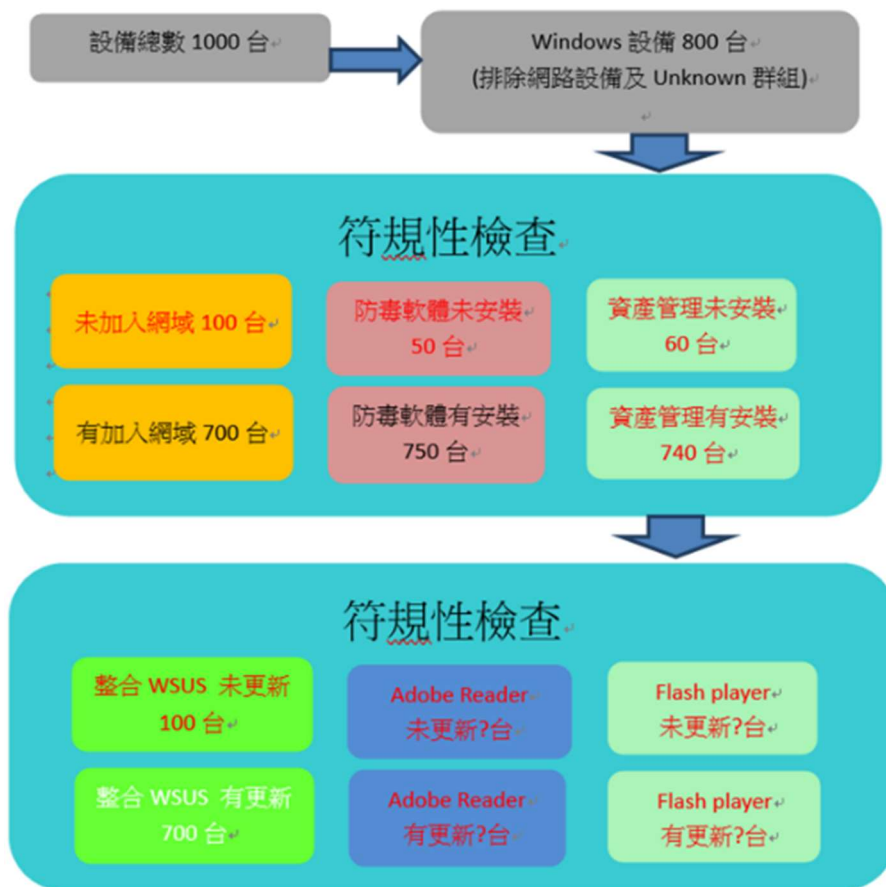 設備總數 1000 台
Windows 設備 800 台
(排除網路設備及 Unknown 群組)
符規性檢查
未加入網域 100 台
防毒軟體未安裝
50 台
資產管理未安裝
60 台
有加入網域 700 台
防毒軟體有安裝
750 台
資產管理有安裝
740 台
符規性檢查
整合 WSUS 未更新
100 台
Adobe Reader
未更新?台
Flash player
未更新?台
整合 WSUS 有更新
700 台
Adobe Reader
有更新?台
Flash player
有更新?台